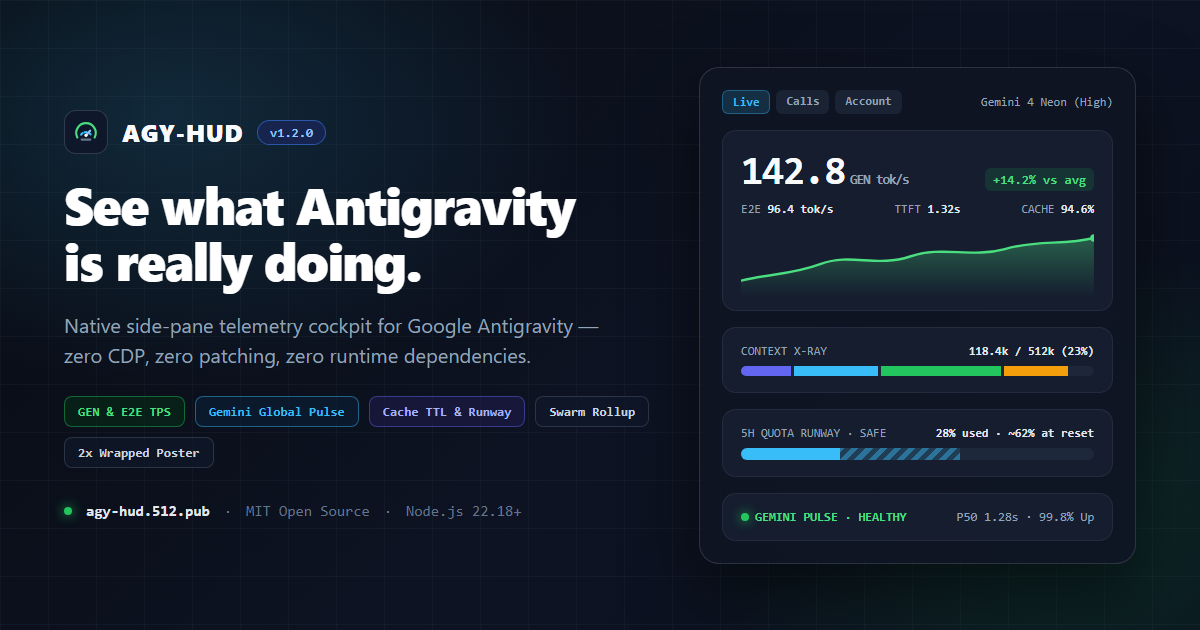 AGY-HUD v1.2.0
See what Antigravity
is really doing.
Native side-pane telemetry cockpit for Google Antigravity —
zero CDP, zero patching, zero runtime dependencies.
GEN & E2E TPS Gemini Global Pulse Cache TTL & Runway Swarm Rollup
2x Wrapped Poster
agy-hud.512.pub · MIT Open Source · Node.js 22.18+
Live Calls Account Gemini 4 Neon (High)
142.8 GEN tok/s +14.2% vs avg
E2E 96.4 tok/s TTFT 1.32s CACHE 94.6%
CONTEXT X-RAY 118.4k / 512k (23%)
5H QUOTA RUNWAY · SAFE 28% used · ~62% at reset
GEMINI PULSE · HEALTHY P50 1.28s · 99.8% Up